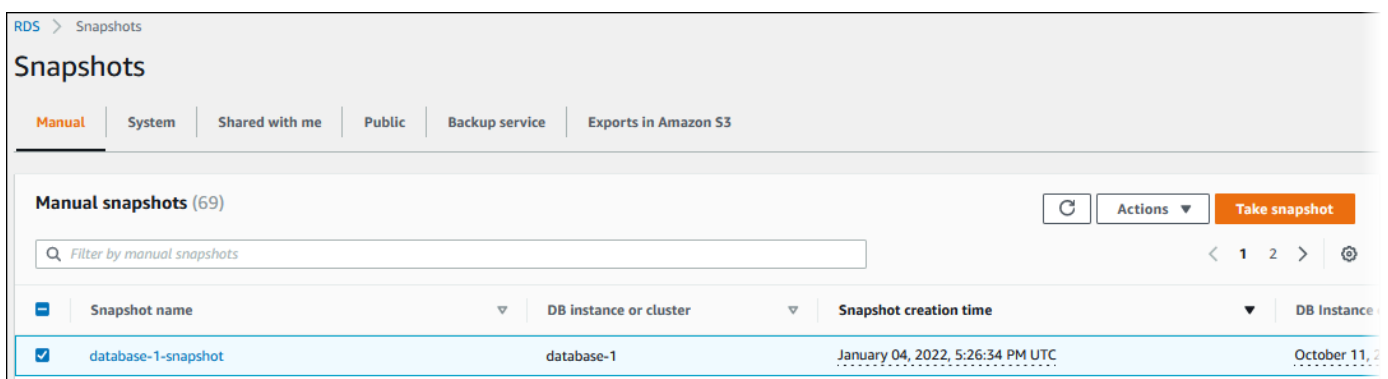 RDS > Snapshots
Snapshots
Manual System Shared with me Public Backup service Exports in Amazon S3
Manual snapshots (69) Actions Take snapshot
Filter by manual snapshots 1 2
Snapshot name DB instance or cluster Snapshot creation time DB Instance
database-1-snapshot database-1 January 04, 2022, 5:26:34 PM UTC October 11,